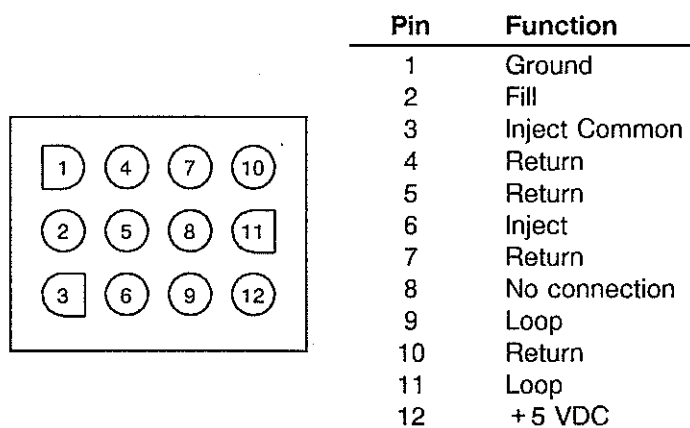 Pin Function
1 Ground
2 Fill
3 Inject Common
4 Return
5 Return
6 Inject
7 Return
8 No connection
9 Loop
10 Return
11 Loop
12 +5 VDC
1 4 7 10
2 5 8 11
3 6 9 12